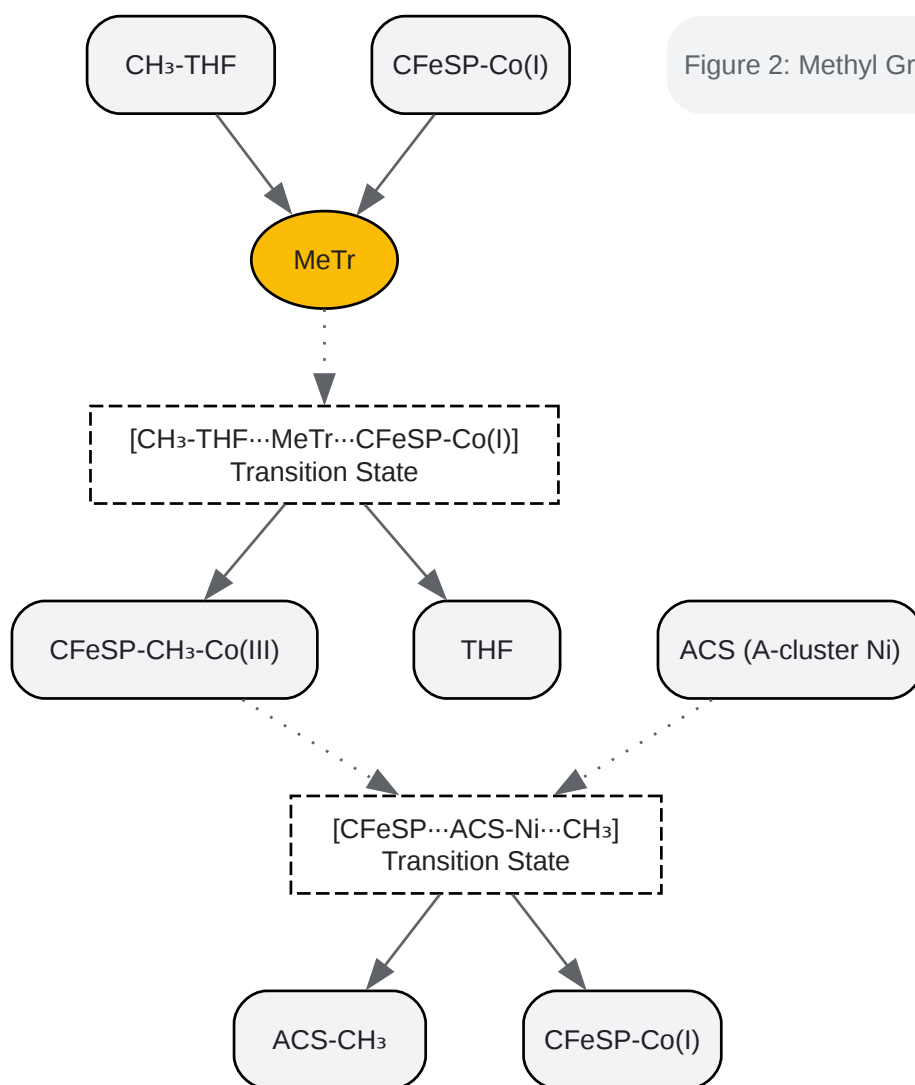 CH₃-THF
CFeSP-Co(I)
Figure 2: Methyl
MeTr
[CH₃-THF···MeTr···CFeSP-Co(I)]
Transition State
CFeSP-CH₃-Co(III)
THF
ACS (A-cluster Ni)
[CFeSP···ACS-Ni···CH₃]
Transition State
ACS-CH₃
CFeSP-Co(I)